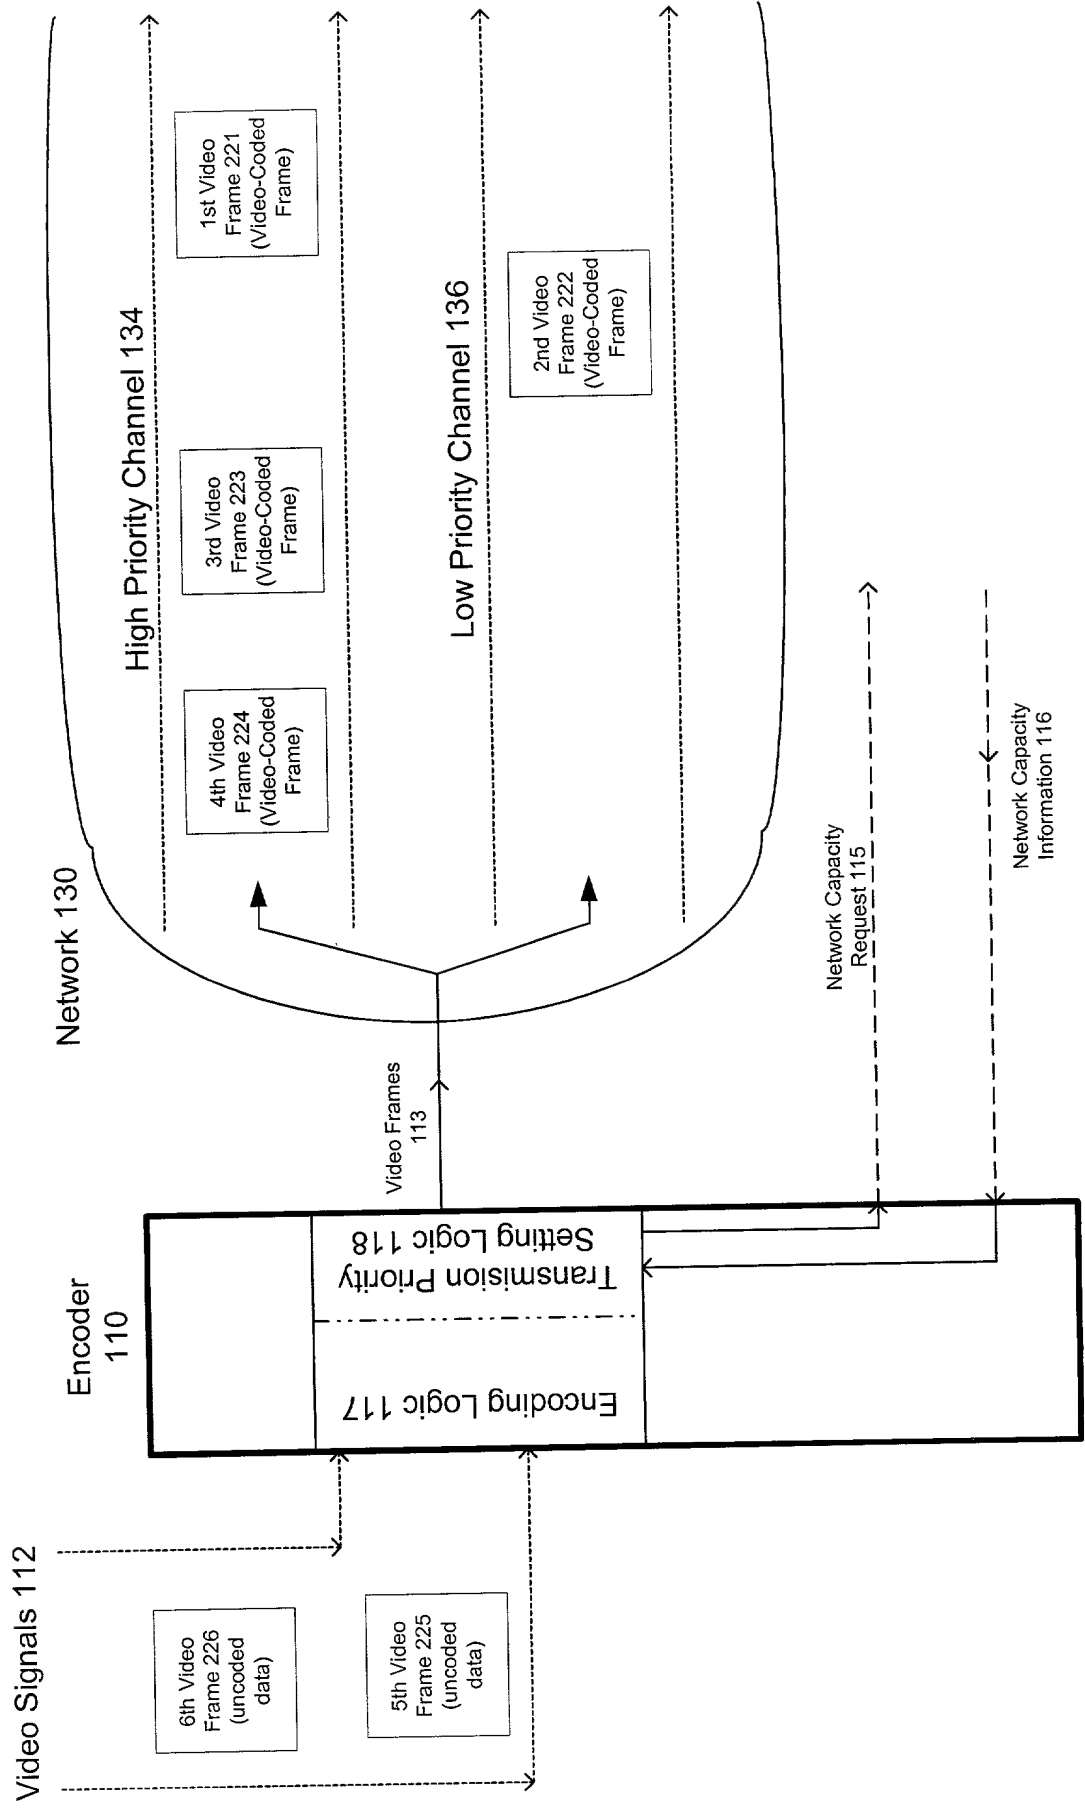 Video Signals 112
6th Video
Frame 226
(uncoded
data)
5th Video
Frame 225
(uncoded
data)
Encoder
110
Encoding Logic 117
Transmision Priority
Setting Logic 118
Video Frames
113
Network 130
High Priority Channel 134
4th Video
Frame 224
(Video-Coded
Frame)
3rd Video
Frame 223
(Video-Coded
Frame)
1st Video
Frame 221
(Video-Coded
Frame)
Low Priority Channel 136
2nd Video
Frame 222
(Video-Coded
Frame)
Network Capacity
Request 115
Network Capacity
Information 116